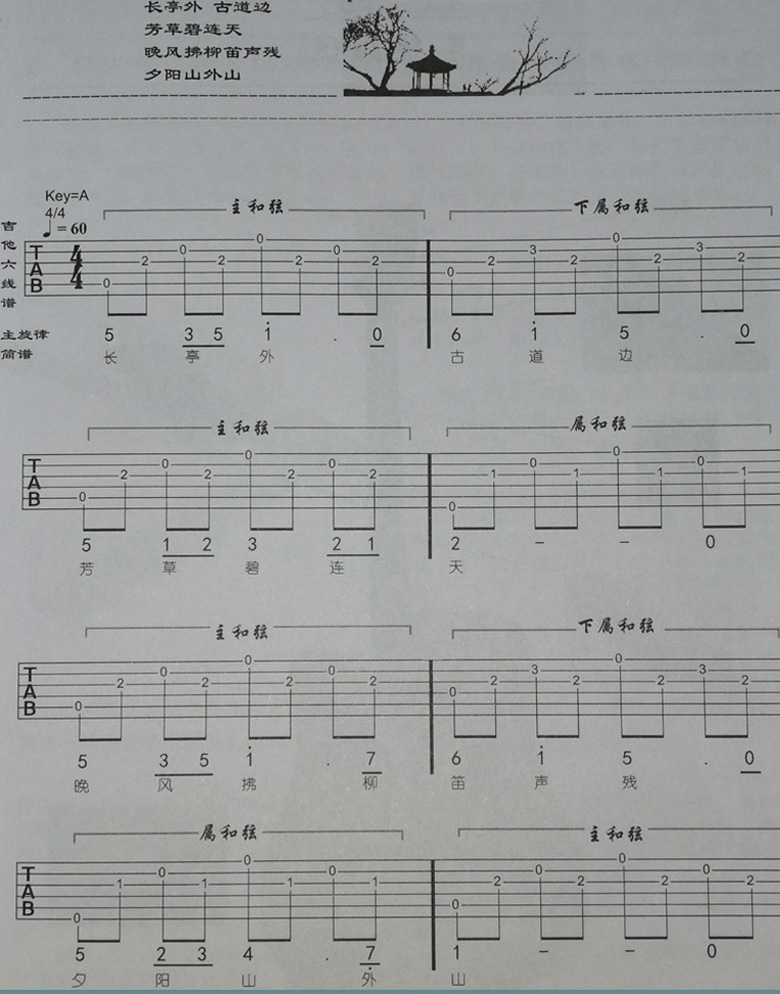 长亭外 古道边
芳草碧连天
晚风拂柳笛声残
夕阳山外山
Key=A
4/4
♩= 60
吉他六线谱
主和弦 下属和弦
T A B 4/4 0 2 0 2 0 2 0 2 0 2 3 2 0 2 3 2
主旋律简谱
5 3 5 1̇ . 0 6 1̇ 5 . 0
长 亭 外 古 道 边
主和弦 属和弦
T A B 0 2 0 2 0 2 0 2 0 1 0 1 0 1 0 1
5 1 2 3 2 1 2 – – 0
芳 草 碧 连 天
主和弦 下属和弦
T A B 0 2 0 2 0 2 0 2 0 2 3 2 0 2 3 2
5 3 5 1̇ . 7 6 1̇ 5 . 0
晚 风 拂 柳 笛 声 残
属和弦 主和弦
T A B 0 1 0 1 0 1 0 1 0 2 0 2 0 2 0 2
5 2 3 4 . 7̣ 1 – – 0
夕 阳 山 外 山